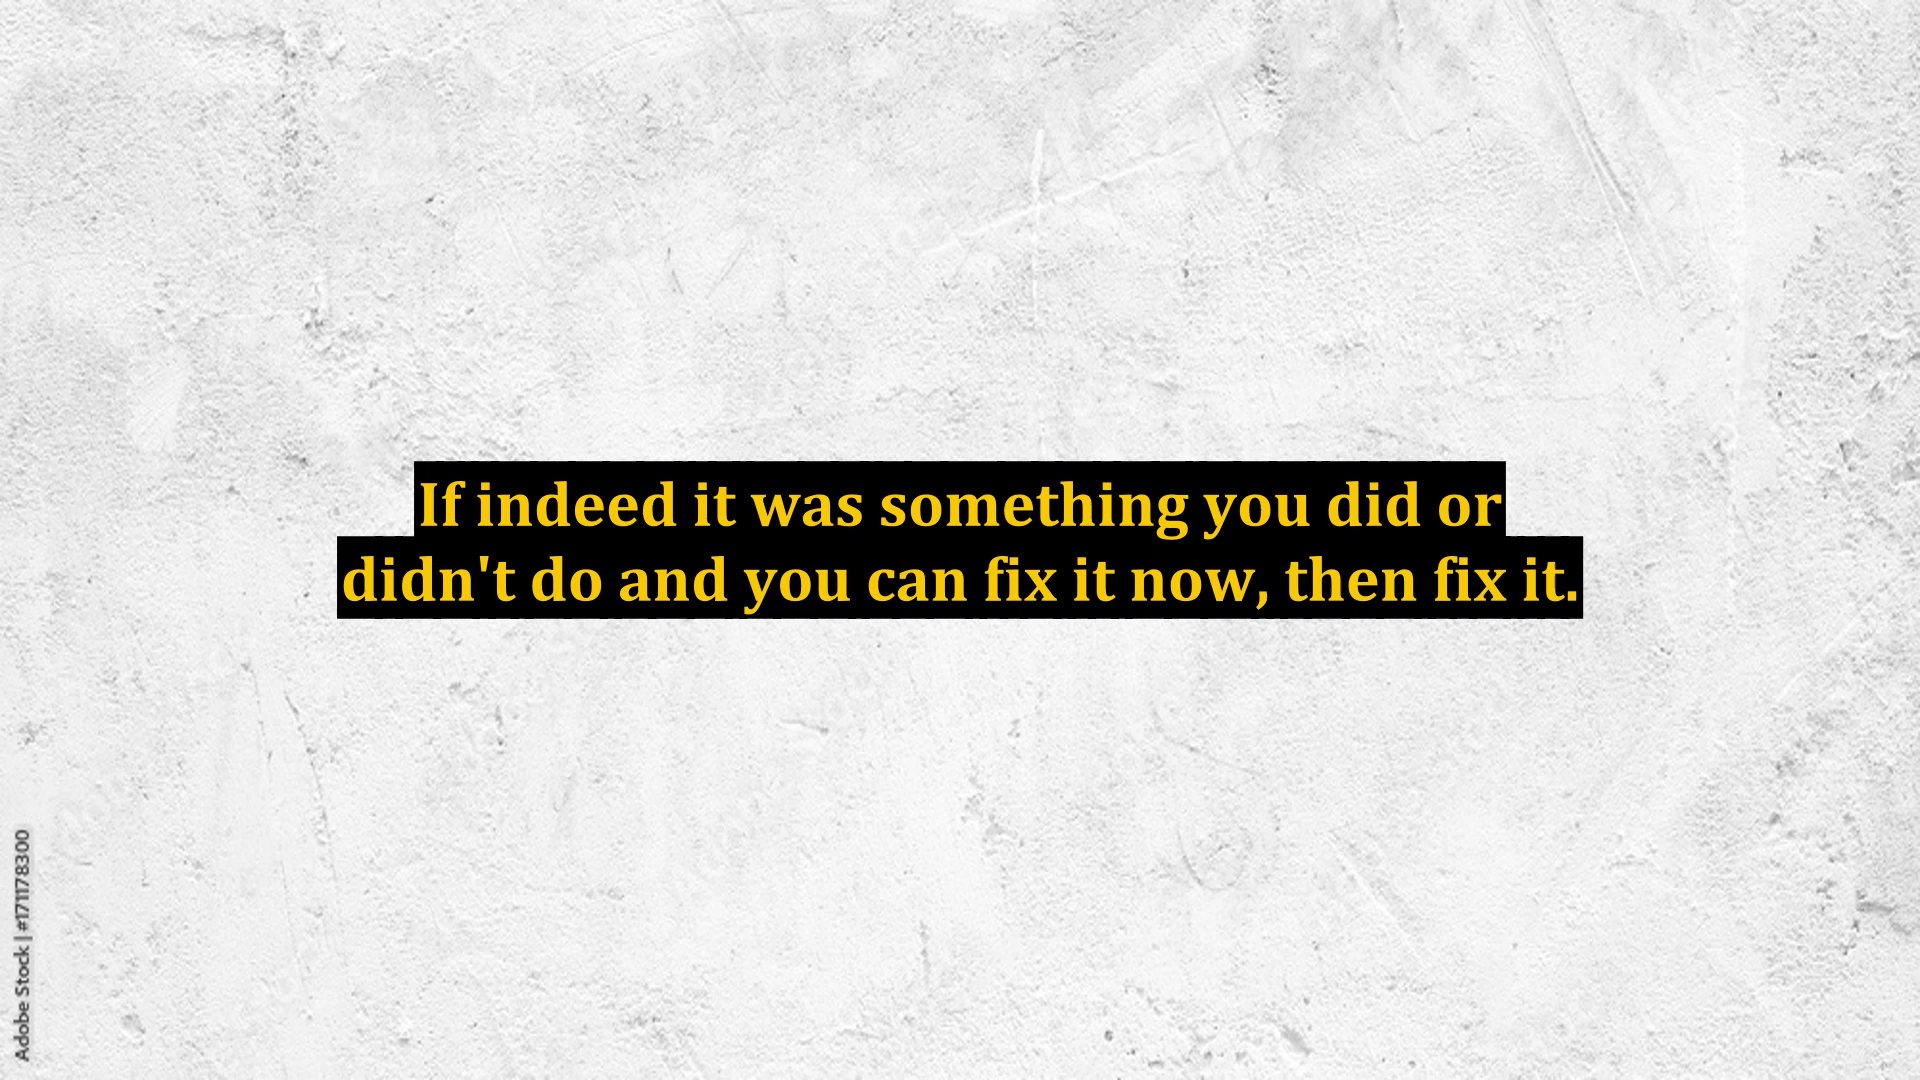 If indeed it was something you did or
didn't do and you can fix it now, then fix it.
Adobe Stock | #171178300